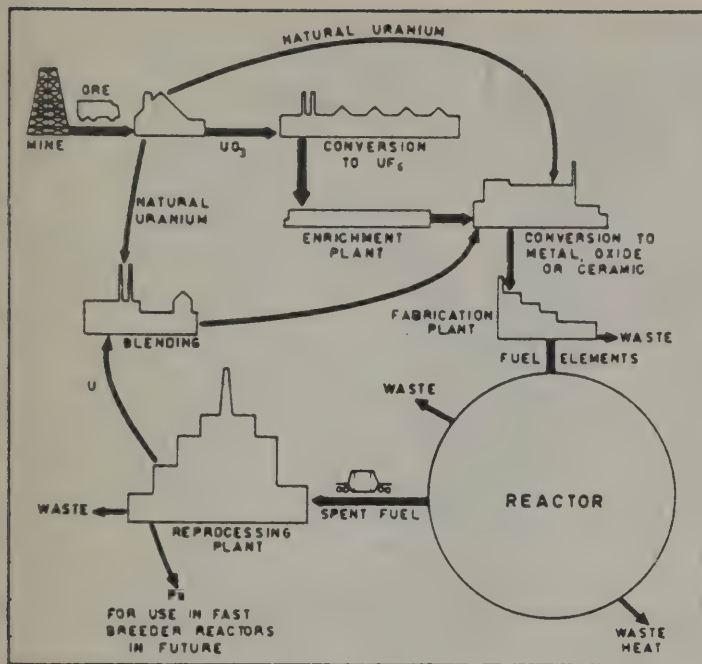 NATURAL URANIUM
ORE
MINE
UO3
CONVERSION
TO UF6
NATURAL
URANIUM
ENRICHMENT
PLANT
CONVERSION TO
METAL, OXIDE
OR CERAMIC
BLENDING
FABRICATION
PLANT
WASTE
FUEL ELEMENTS
U
WASTE
REACTOR
WASTE
REPROCESSING
PLANT
SPENT FUEL
FOR USE IN FAST
BREEDER REACTORS
IN FUTURE
WASTE
HEAT